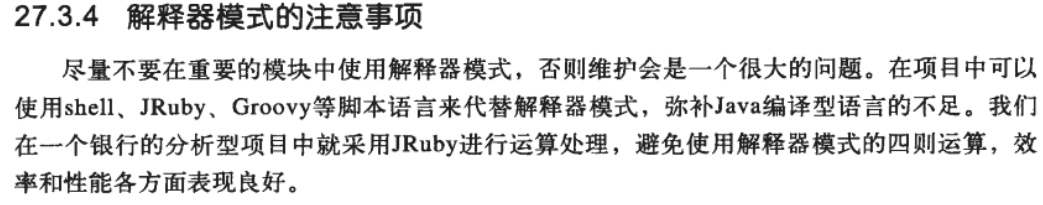 27.3.4 解释器模式的注意事项
尽量不要在重要的模块中使用解释器模式，否则维护会是一个很大的问题。在项目中可以
使用shell、JRuby、Groovy等脚本语言来代替解释器模式，弥补Java编译型语言的不足。我们
在一个银行的分析型项目中就采用JRuby进行运算处理，避免使用解释器模式的四则运算，效
率和性能各方面表现良好。